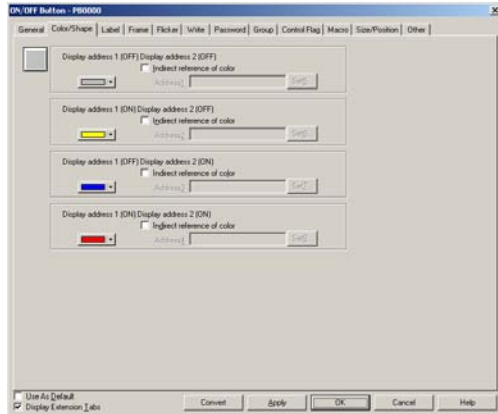 ON/OFF Button - PB0000
General Color/Shape Label Frame Flicker Write Password Group Control Flag Macro Size/Position Other
Display address 1 (OFF) Display address 2 (OFF)
Indirect reference of color
Display address 1 (ON) Display address 2 (OFF)
Indirect reference of color
Display address 1 (OFF) Display address 2 (ON)
Indirect reference of color
Display address 1 (ON) Display address 2 (ON)
Indirect reference of color
Use As Default
Display Extension Tabs
Convert Apply OK Cancel Help